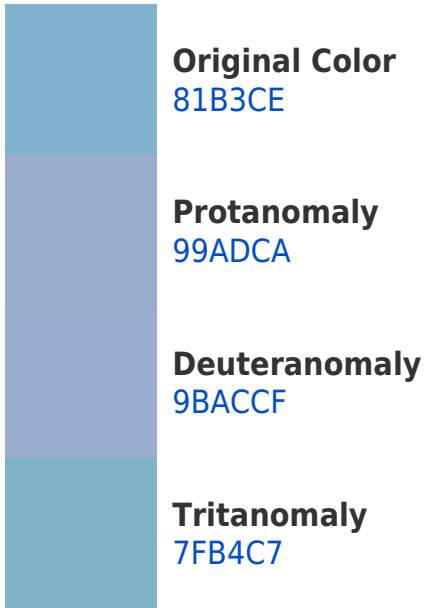 Original Color
81B3CE
Protanomaly
99ADCA
Deuteranomaly
9BACCF
Tritanomaly
7FB4C7